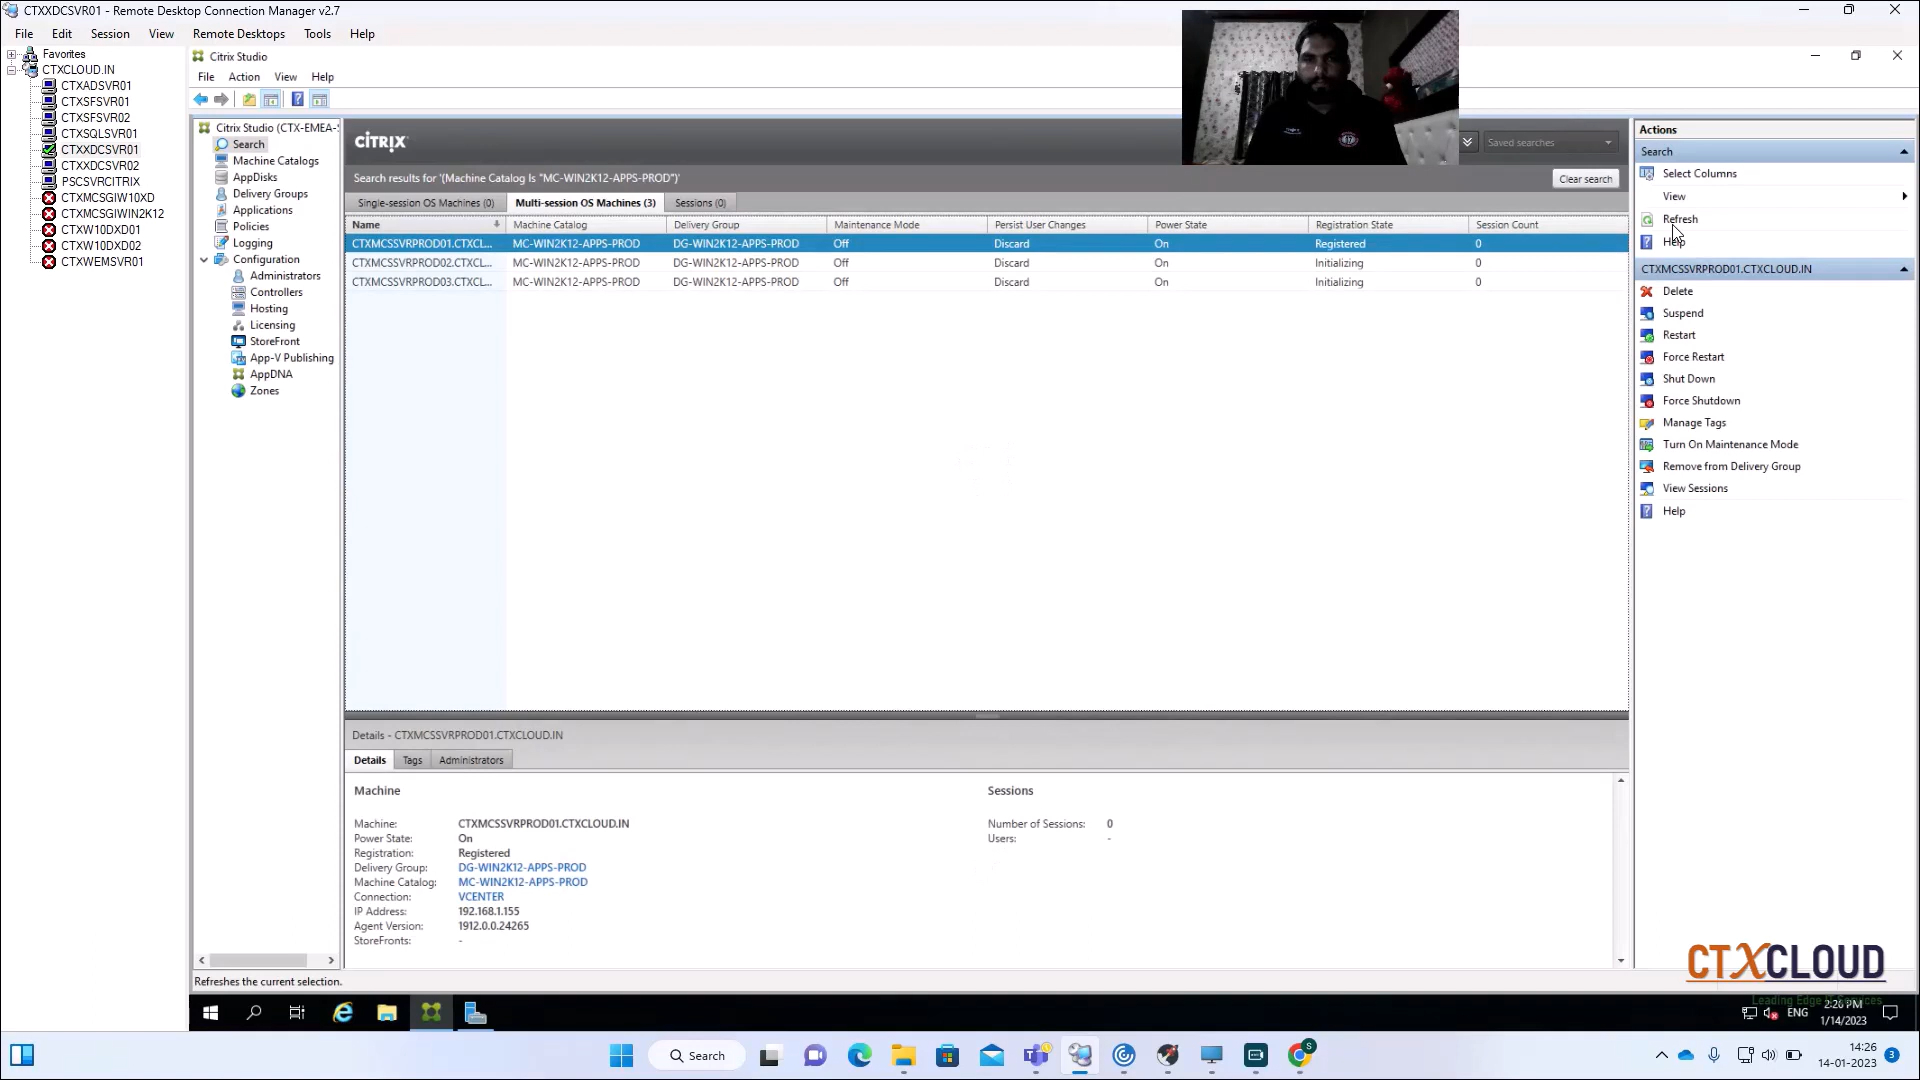 CTXXDCSVR01 - Remote Desktop Connection Manager v2.7
File Edit Session View Remote Desktops Tools Help
Favorites
CTXCLOUD.IN
CTXADSVR01
CTXSFSVR01
CTXSFSVR02
CTXSQLSVR01
CTXXDCSVR01
CTXXDCSVR02
PSCSVRCITRIX
CTXMCSGIW10XD
CTXMCSGIWIN2K12
CTXW10DXD01
CTXW10DXD02
CTXWEMSVR01
Citrix Studio
File Action View Help
Citrix Studio (CTX-EMEA-
Search
Machine Catalogs
AppDisks
Delivery Groups
Applications
Policies
Logging
Configuration
Administrators
Controllers
Hosting
Licensing
StoreFront
App-V Publishing
AppDNA
Zones
CİTRIX
Saved searches
Search results for '(Machine Catalog Is "MC-WIN2K12-APPS-PROD")'
Clear search
Single-session OS Machines (0) Multi-session OS Machines (3) Sessions (0)
Name Machine Catalog Delivery Group Maintenance Mode Persist User Changes Power State Registration State Session Count
CTXMCSSVRPROD01.CTXCL... MC-WIN2K12-APPS-PROD DG-WIN2K12-APPS-PROD Off Discard On Registered 0
CTXMCSSVRPROD02.CTXCL... MC-WIN2K12-APPS-PROD DG-WIN2K12-APPS-PROD Off Discard On Initializing 0
CTXMCSSVRPROD03.CTXCL... MC-WIN2K12-APPS-PROD DG-WIN2K12-APPS-PROD Off Discard On Initializing 0
Details - CTXMCSSVRPROD01.CTXCLOUD.IN
Details Tags Administrators
Machine
Machine: CTXMCSSVRPROD01.CTXCLOUD.IN
Power State: On
Registration: Registered
Delivery Group: DG-WIN2K12-APPS-PROD
Machine Catalog: MC-WIN2K12-APPS-PROD
Connection: VCENTER
IP Address: 192.168.1.155
Agent Version: 1912.0.0.24265
StoreFronts: -
Sessions
Number of Sessions: 0
Users: -
Actions
Search
Select Columns
View
Refresh
Help
CTXMCSSVRPROD01.CTXCLOUD.IN
Delete
Suspend
Restart
Force Restart
Shut Down
Force Shutdown
Manage Tags
Turn On Maintenance Mode
Remove from Delivery Group
View Sessions
Help
CTXCLOUD
Refreshes the current selection.
ENG
1/14/2023
Search
14:26
14-01-2023
3